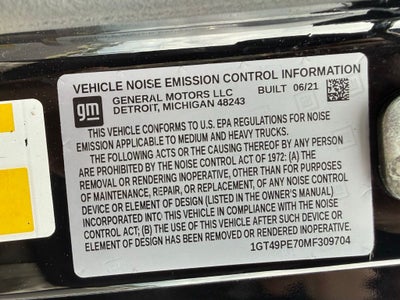 VEHICLE NOISE EMISSION CONTROL INFORMATION
gm GENERAL MOTORS LLC BUILT 06/21
DETROIT, MICHIGAN 48243
THIS VEHICLE CONFORMS TO U.S. EPA REGULATIONS FOR NOISE
EMISSION APPLICABLE TO MEDIUM AND HEAVY TRUCKS.
THE FOLLOWING ACTS OR THE CAUSING THEREOF BY ANY PERSON
ARE PROHIBITED BY THE NOISE CONTROL ACT OF 1972: (A) THE
REMOVAL OR RENDERING INOPERATIVE, OTHER THAN FOR PURPOSES
OF MAINTENANCE, REPAIR, OR REPLACEMENT, OF ANY NOISE CONTROL
DEVICE OR ELEMENT OF DESIGN (LISTED IN THE OWNER'S MANUAL)
INCORPORATED INTO THIS VEHICLE IN COMPLIANCE WITH THE NOISE
CONTROL ACT; (B) THE USE OF THIS VEHICLE AFTER SUCH DEVICE OR
ELEMENT OF DESIGN HAS BEEN REMOVED OR RENDERED INOPERATIVE.
1GT49PE70MF309704